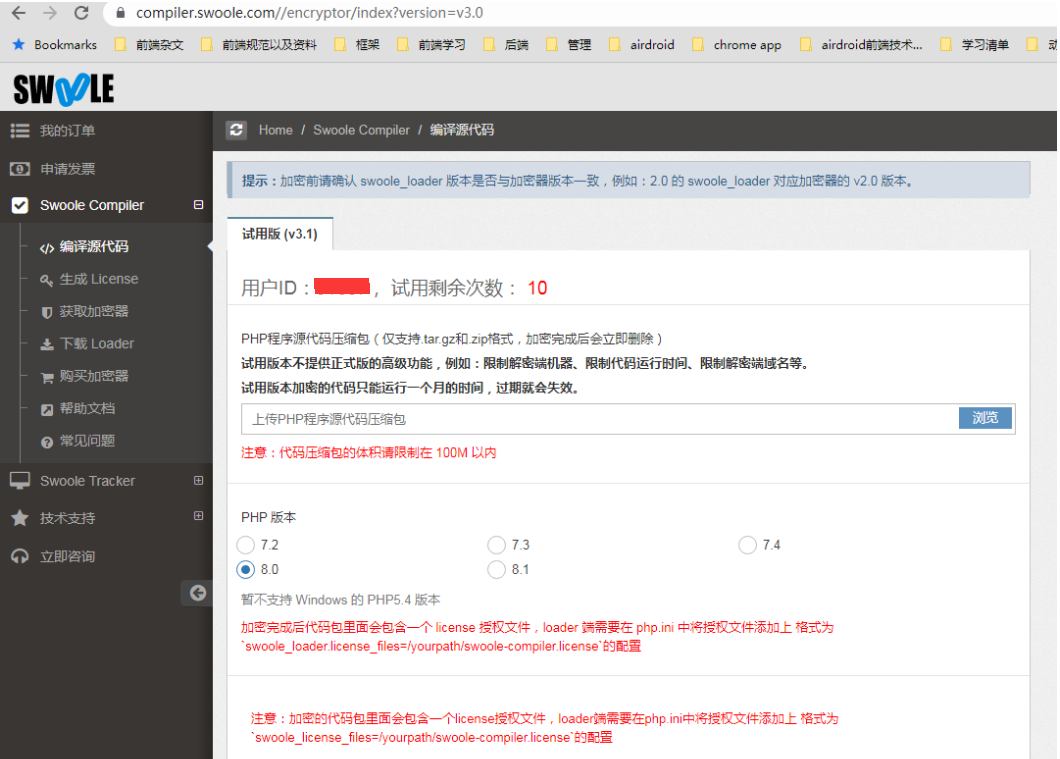 compiler.swoole.com//encryptor/index?version=v3.0
Bookmarks 前端杂文 前端规范以及资料 框架 前端学习 后端 管理 airdroid chrome app airdroid前端技术... 学习清单
SWOOLE
我的订单
申请发票
Swoole Compiler
编译源代码
生成 License
获取加密器
下载 Loader
购买加密器
帮助文档
常见问题
Swoole Tracker
技术支持
立即咨询
Home / Swoole Compiler / 编译源代码
提示：加密前请确认 swoole_loader 版本是否与加密器版本一致，例如：2.0 的 swoole_loader 对应加密器的 v2.0 版本。
试用版 (v3.1)
用户ID：，试用剩余次数： 10
PHP程序源代码压缩包（仅支持.tar.gz和.zip格式，加密完成后会立即删除）
试用版本不提供正式版的高级功能，例如：限制解密端机器、限制代码运行时间、限制解密端域名等。
试用版本加密的代码只能运行一个月的时间，过期就会失效。
上传PHP程序源代码压缩包 浏览
注意：代码压缩包的体积请限制在 100M 以内
PHP 版本
7.2 7.3 7.4
8.0 8.1
暂不支持 Windows 的 PHP5.4 版本
加密完成后代码包里面会包含一个 license 授权文件，loader 端需要在 php.ini 中将授权文件添加上 格式为
`swoole_loader.license_files=/yourpath/swoole-compiler.license`的配置
注意：加密的代码包里面会包含一个license授权文件，loader端需要在php.ini中将授权文件添加上 格式为
`swoole_license_files=/yourpath/swoole-compiler.license`的配置